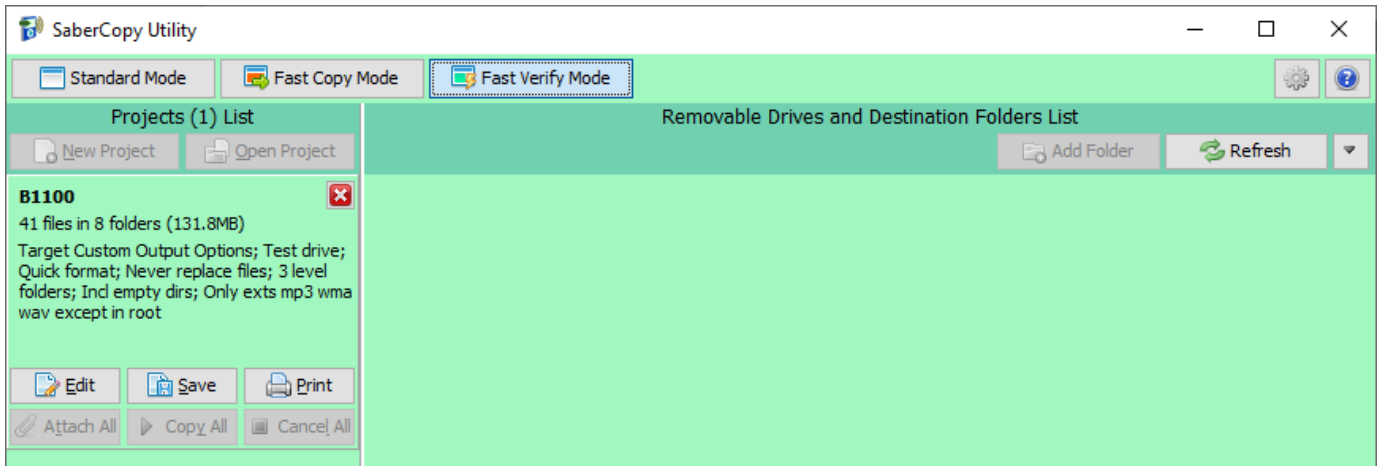 SaberCopy Utility
Standard Mode Fast Copy Mode Fast Verify Mode
Projects (1) List
Removable Drives and Destination Folders List
New Project Open Project
Add Folder Refresh
B1100
41 files in 8 folders (131.8MB)
Target Custom Output Options; Test drive;
Quick format; Never replace files; 3 level
folders; Incl empty dirs; Only exts mp3 wma
wav except in root
Edit Save Print
Attach All Copy All Cancel All